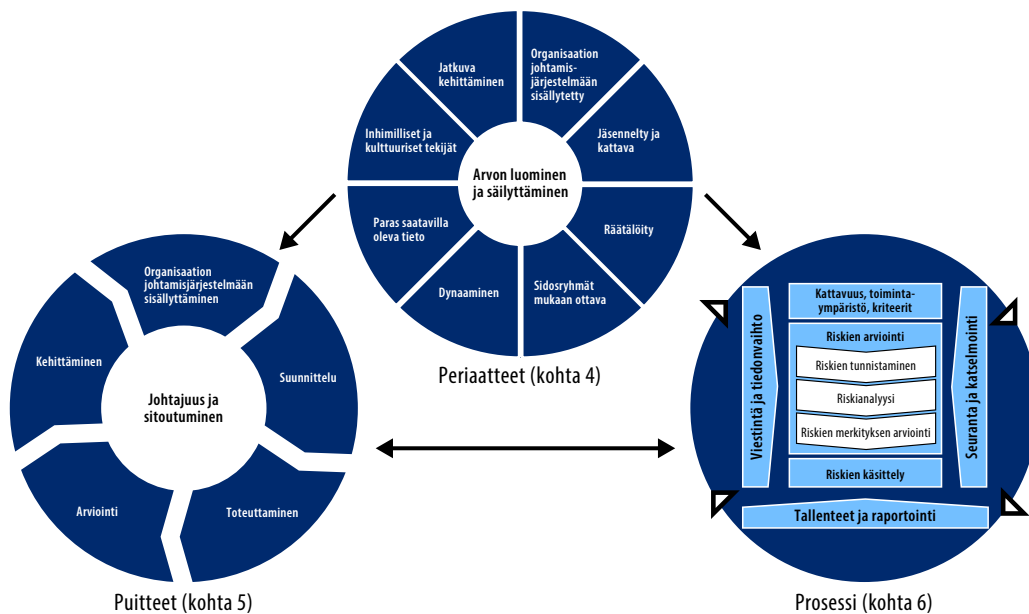 Jatkuva
kehittäminen
Organisaation
johtamis-
järjestelmään
sisällytetty
Inhimilliset ja
kulttuuriset tekijät
Jäsennelty ja
kattava
Arvon luominen
ja säilyttäminen
Paras saatavilla
oleva tieto
Räätälöity
Dynaaminen
Sidosryhmät
mukaan ottava
Periaatteet (kohta 4)
Organisaation
johtamisjärjestelmään
sisällyttäminen
Kehittäminen
Suunnittelu
Johtajuus ja
sitoutuminen
Arviointi
Toteuttaminen
Puitteet (kohta 5)
Viestintä ja tiedonvaihto
Kattavuus, toiminta-
ympäristö, kriteerit
Riskien arviointi
Riskien tunnistaminen
Riskianalyysi
Riskien merkityksen arviointi
Riskien käsittely
Seuranta ja katselmointi
Tallenteet ja raportointi
Prosessi (kohta 6)